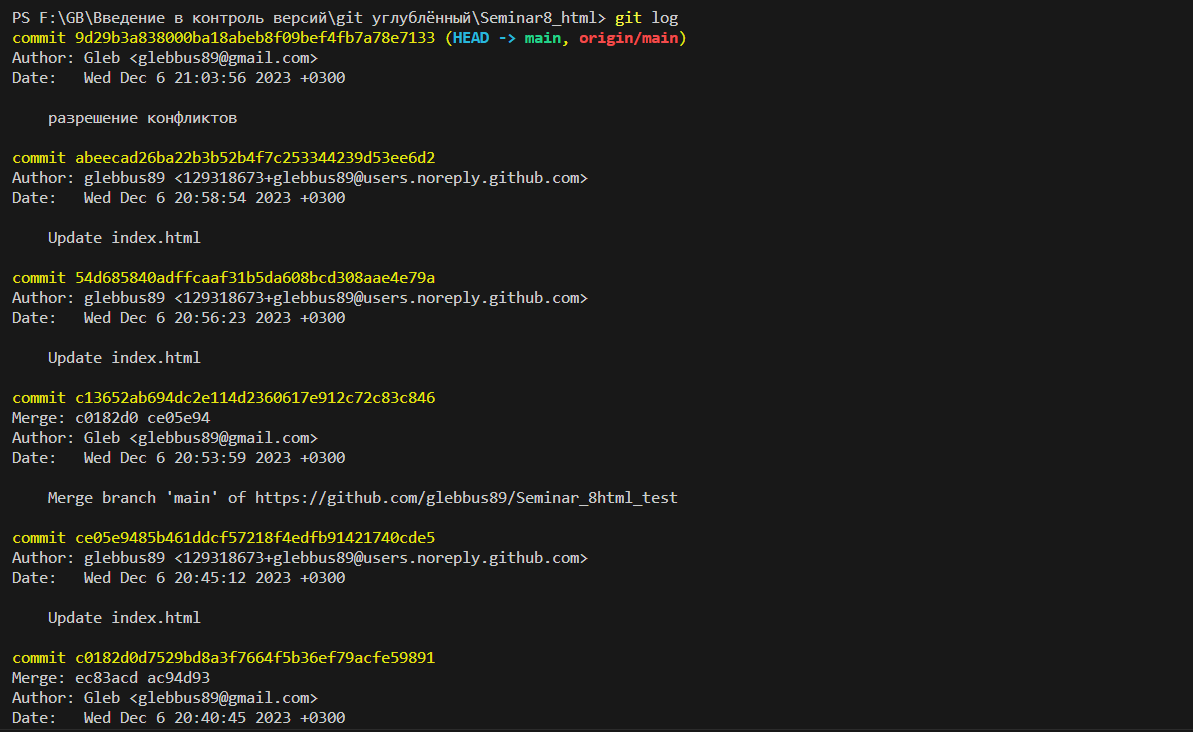 PS F:\GB\Введение в контроль версий\git углублённый\Seminar8_html> git log
commit 9d29b3a838000ba18abeb8f09bef4fb7a78e7133 (HEAD -> main, origin/main)
Author: Gleb <glebbus89@gmail.com>
Date:   Wed Dec 6 21:03:56 2023 +0300
разрешение конфликтов
commit abeecad26ba22b3b52b4f7c253344239d53ee6d2
Author: glebbus89 <129318673+glebbus89@users.noreply.github.com>
Date:   Wed Dec 6 20:58:54 2023 +0300
Update index.html
commit 54d685840adffcaaf31b5da608bcd308aae4e79a
Author: glebbus89 <129318673+glebbus89@users.noreply.github.com>
Date:   Wed Dec 6 20:56:23 2023 +0300
Update index.html
commit c13652ab694dc2e114d2360617e912c72c83c846
Merge: c0182d0 ce05e94
Author: Gleb <glebbus89@gmail.com>
Date:   Wed Dec 6 20:53:59 2023 +0300
Merge branch 'main' of https://github.com/glebbus89/Seminar_8html_test
commit ce05e9485b461ddcf57218f4edfb91421740cde5
Author: glebbus89 <129318673+glebbus89@users.noreply.github.com>
Date:   Wed Dec 6 20:45:12 2023 +0300
Update index.html
commit c0182d0d7529bd8a3f7664f5b36ef79acfe59891
Merge: ec83acd ac94d93
Author: Gleb <glebbus89@gmail.com>
Date:   Wed Dec 6 20:40:45 2023 +0300